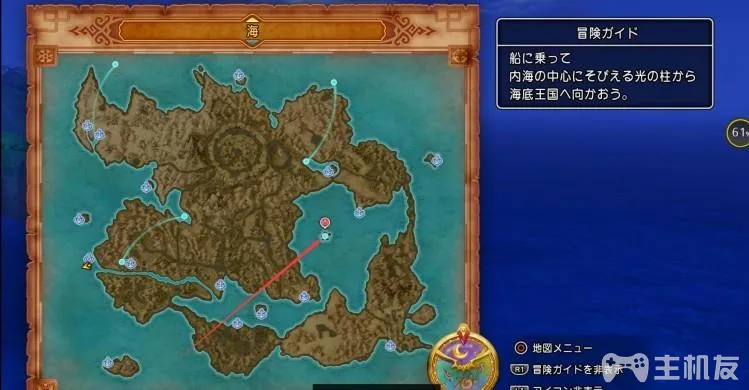 海
冒険ガイド
船に乗って
内海の中心にそびえる光の柱から
海底王国へ向かおう。
61%
地図メニュー
R1 冒険ガイドを非表示
主机友